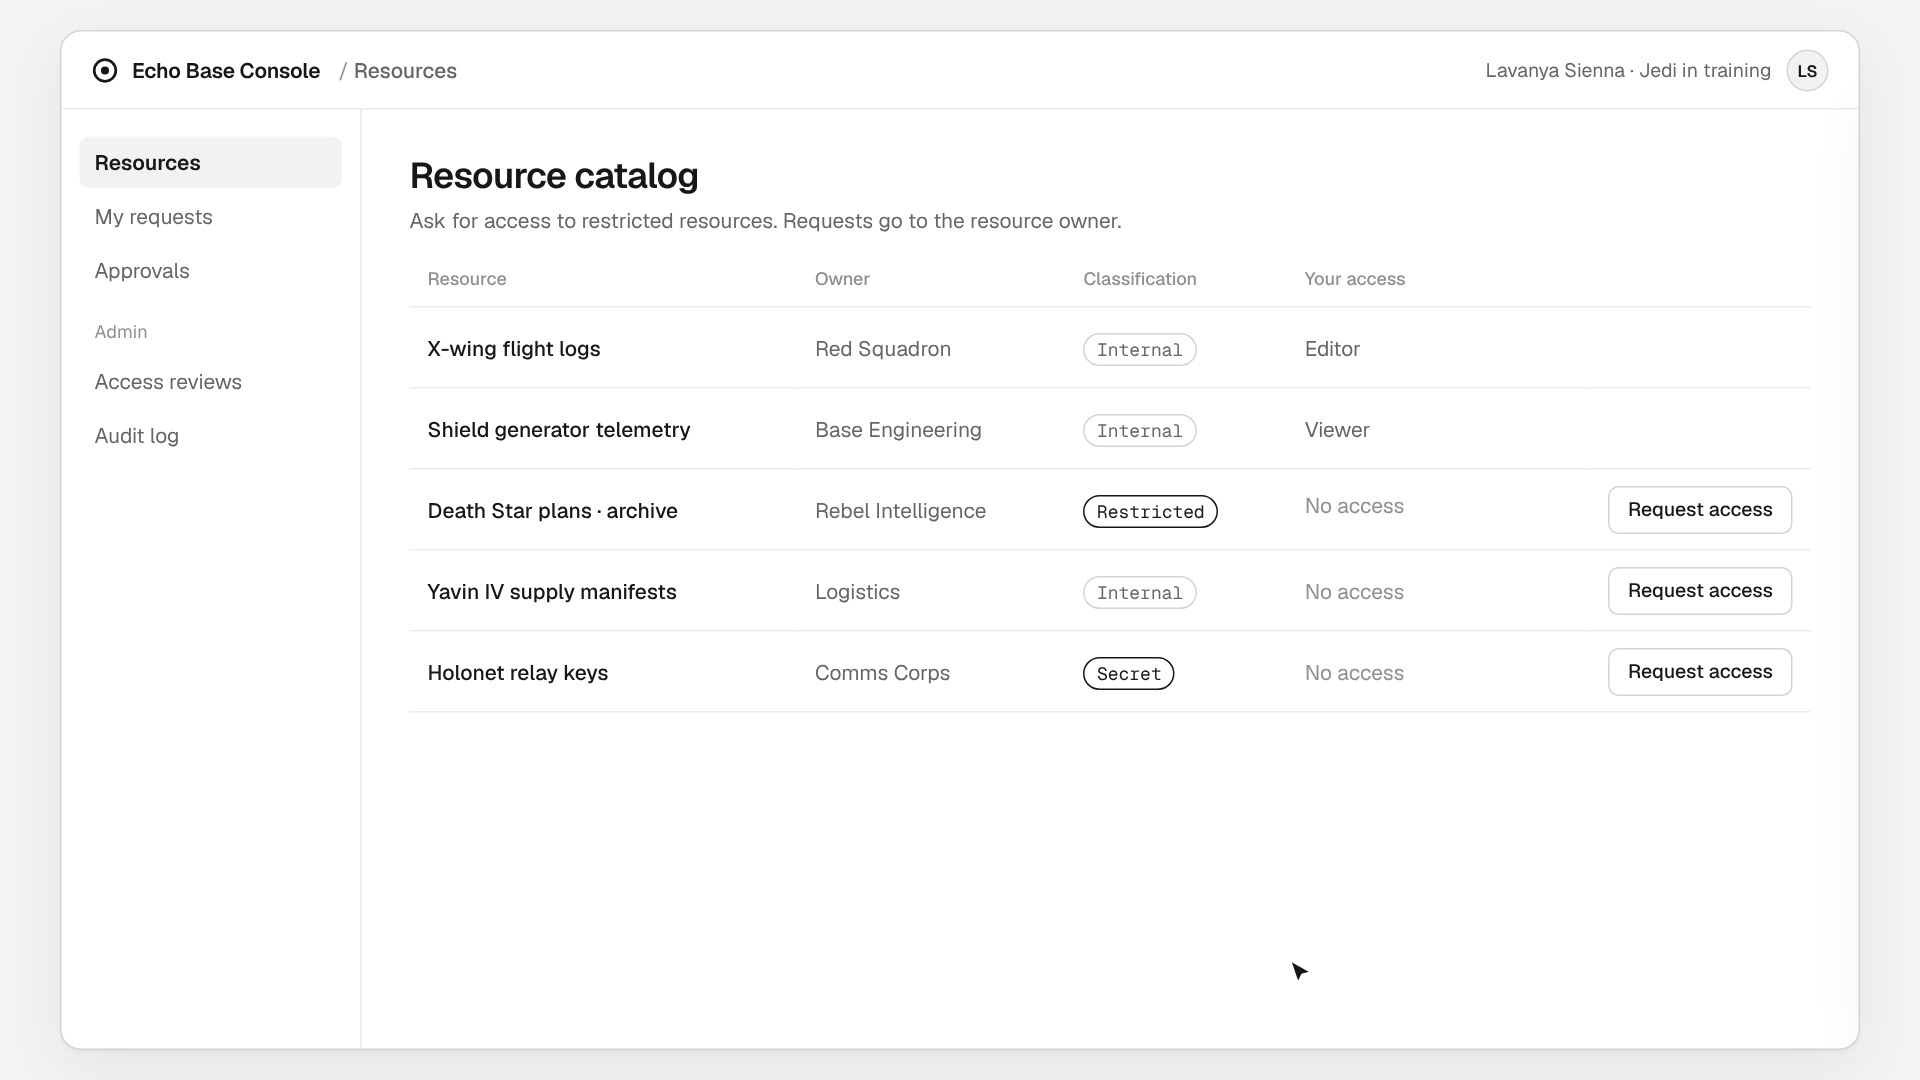 Echo Base Console / Resources
Lavanya Sienna · Jedi in training LS
Resources
My requests
Approvals
Admin
Access reviews
Audit log
Resource catalog
Ask for access to restricted resources. Requests go to the resource owner.
Resource Owner Classification Your access
X-wing flight logs Red Squadron Internal Editor
Shield generator telemetry Base Engineering Internal Viewer
Death Star plans · archive Rebel Intelligence Restricted No access Request access
Yavin IV supply manifests Logistics Internal No access Request access
Holonet relay keys Comms Corps Secret No access Request access